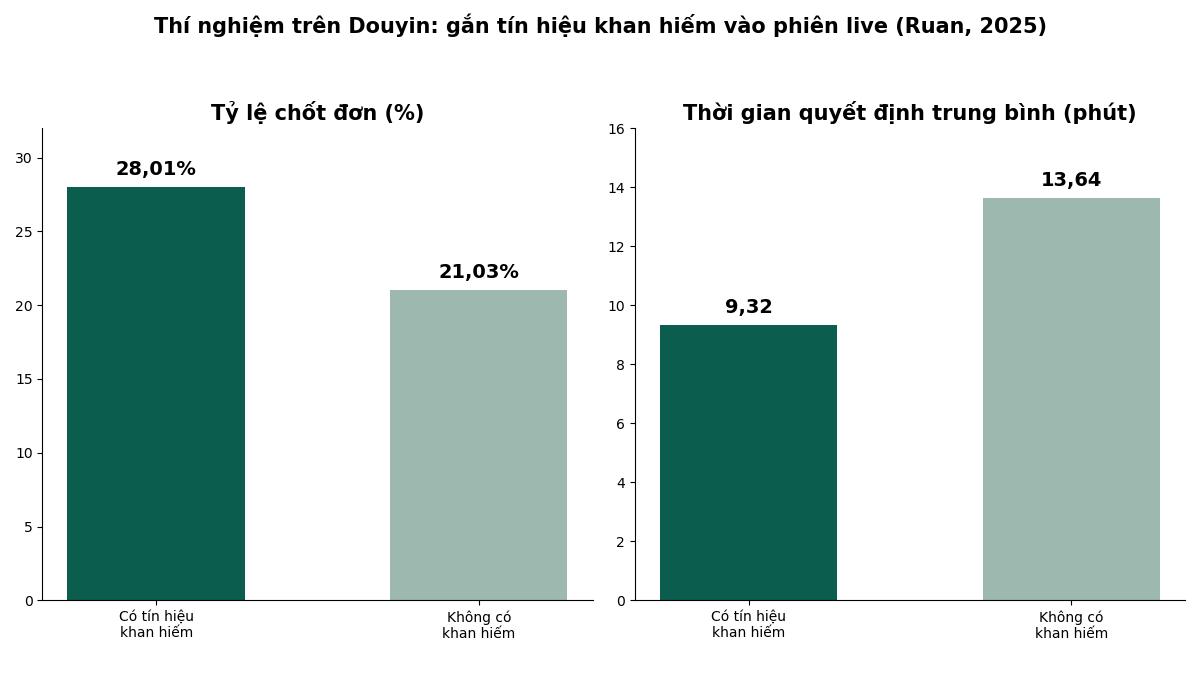 Thí nghiệm trên Douyin: gắn tín hiệu khan hiếm vào phiên live (Ruan, 2025)
Tỷ lệ chốt đơn (%)
30
25
20
15
10
5
0
28,01%
21,03%
Có tín hiệu
khan hiếm
Không có
khan hiếm
Thời gian quyết định trung bình (phút)
16
14
12
10
8
6
4
2
0
9,32
13,64
Có tín hiệu
khan hiếm
Không có
khan hiếm